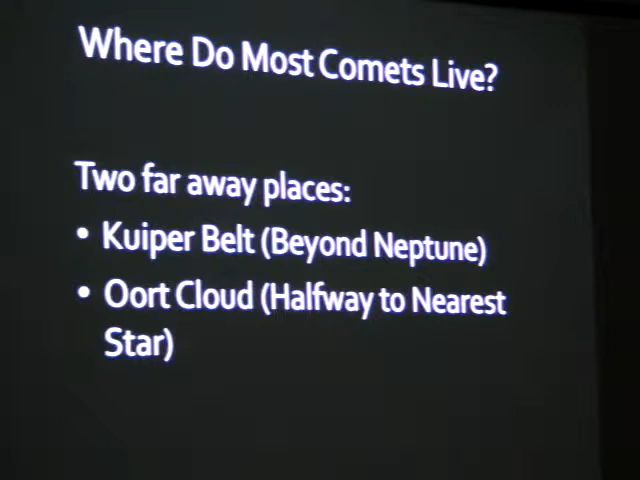 Where Do Most Comets Live?
Two far away places:
• Kuiper Belt (Beyond Neptune)
• Oort Cloud (Halfway to Nearest
Star)